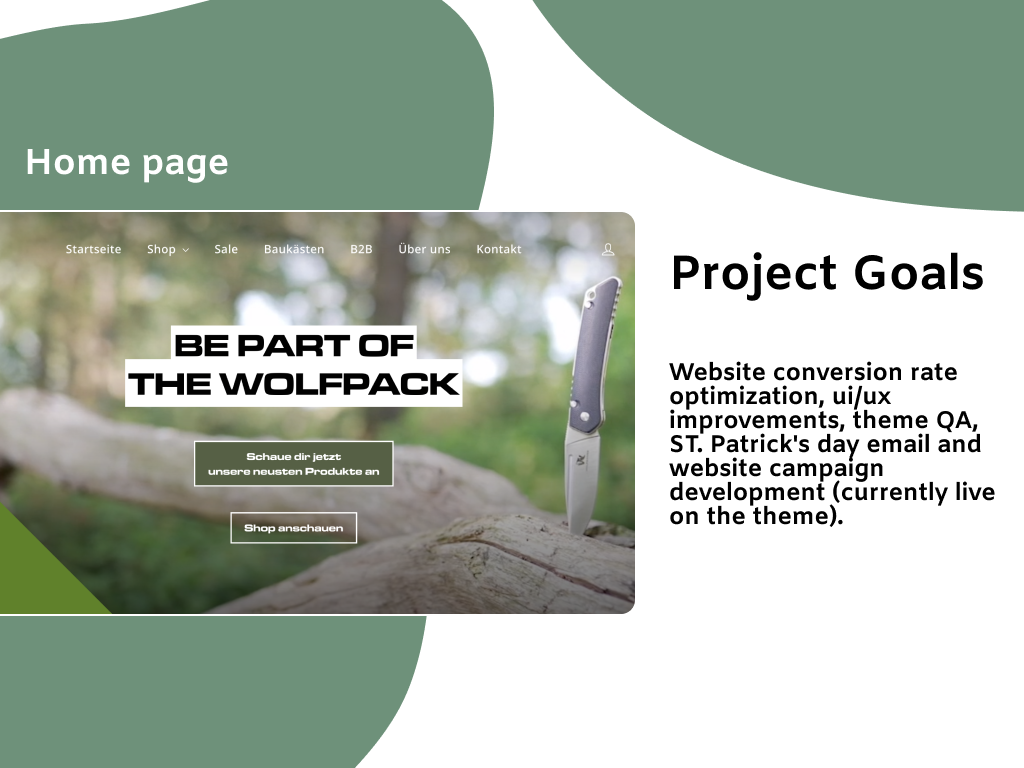 Home page
Startseite Shop Sale Baukästen B2B Über uns Kontakt
BE PART OF
THE WOLFPACK
Schaue dir jetzt
unsere neusten Produkte an
Shop anschauen
Project Goals
Website conversion rate
optimization, ui/ux
improvements, theme QA,
ST. Patrick's day email and
website campaign
development (currently live
on the theme).